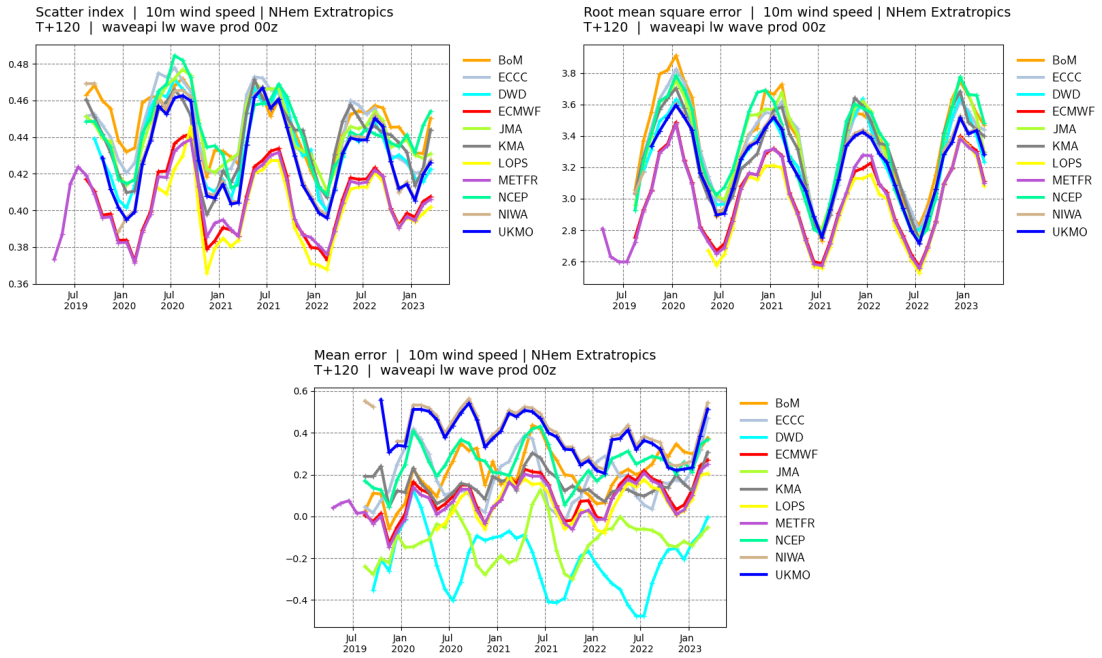 Scatter index | 10m wind speed | NHem Extratropics
T+120 | waveapi lw wave prod 00z
0.48
0.46
0.44
0.42
0.40
0.38
0.36
Jul 2019
Jan 2020
Jul 2020
Jan 2021
Jul 2021
Jan 2022
Jul 2022
Jan 2023
BoM
ECCC
DWD
ECMWF
JMA
KMA
LOPS
METFR
NCEP
NIWA
UKMO
Root mean square error | 10m wind speed | NHem Extratropics
T+120 | waveapi lw wave prod 00z
3.8
3.6
3.4
3.2
3.0
2.8
2.6
Jul 2019
Jan 2020
Jul 2020
Jan 2021
Jul 2021
Jan 2022
Jul 2022
Jan 2023
BoM
ECCC
DWD
ECMWF
JMA
KMA
LOPS
METFR
NCEP
NIWA
UKMO
Mean error | 10m wind speed | NHem Extratropics
T+120 | waveapi lw wave prod 00z
0.6
0.4
0.2
0.0
−0.2
−0.4
Jul 2019
Jan 2020
Jul 2020
Jan 2021
Jul 2021
Jan 2022
Jul 2022
Jan 2023
BoM
ECCC
DWD
ECMWF
JMA
KMA
LOPS
METFR
NCEP
NIWA
UKMO